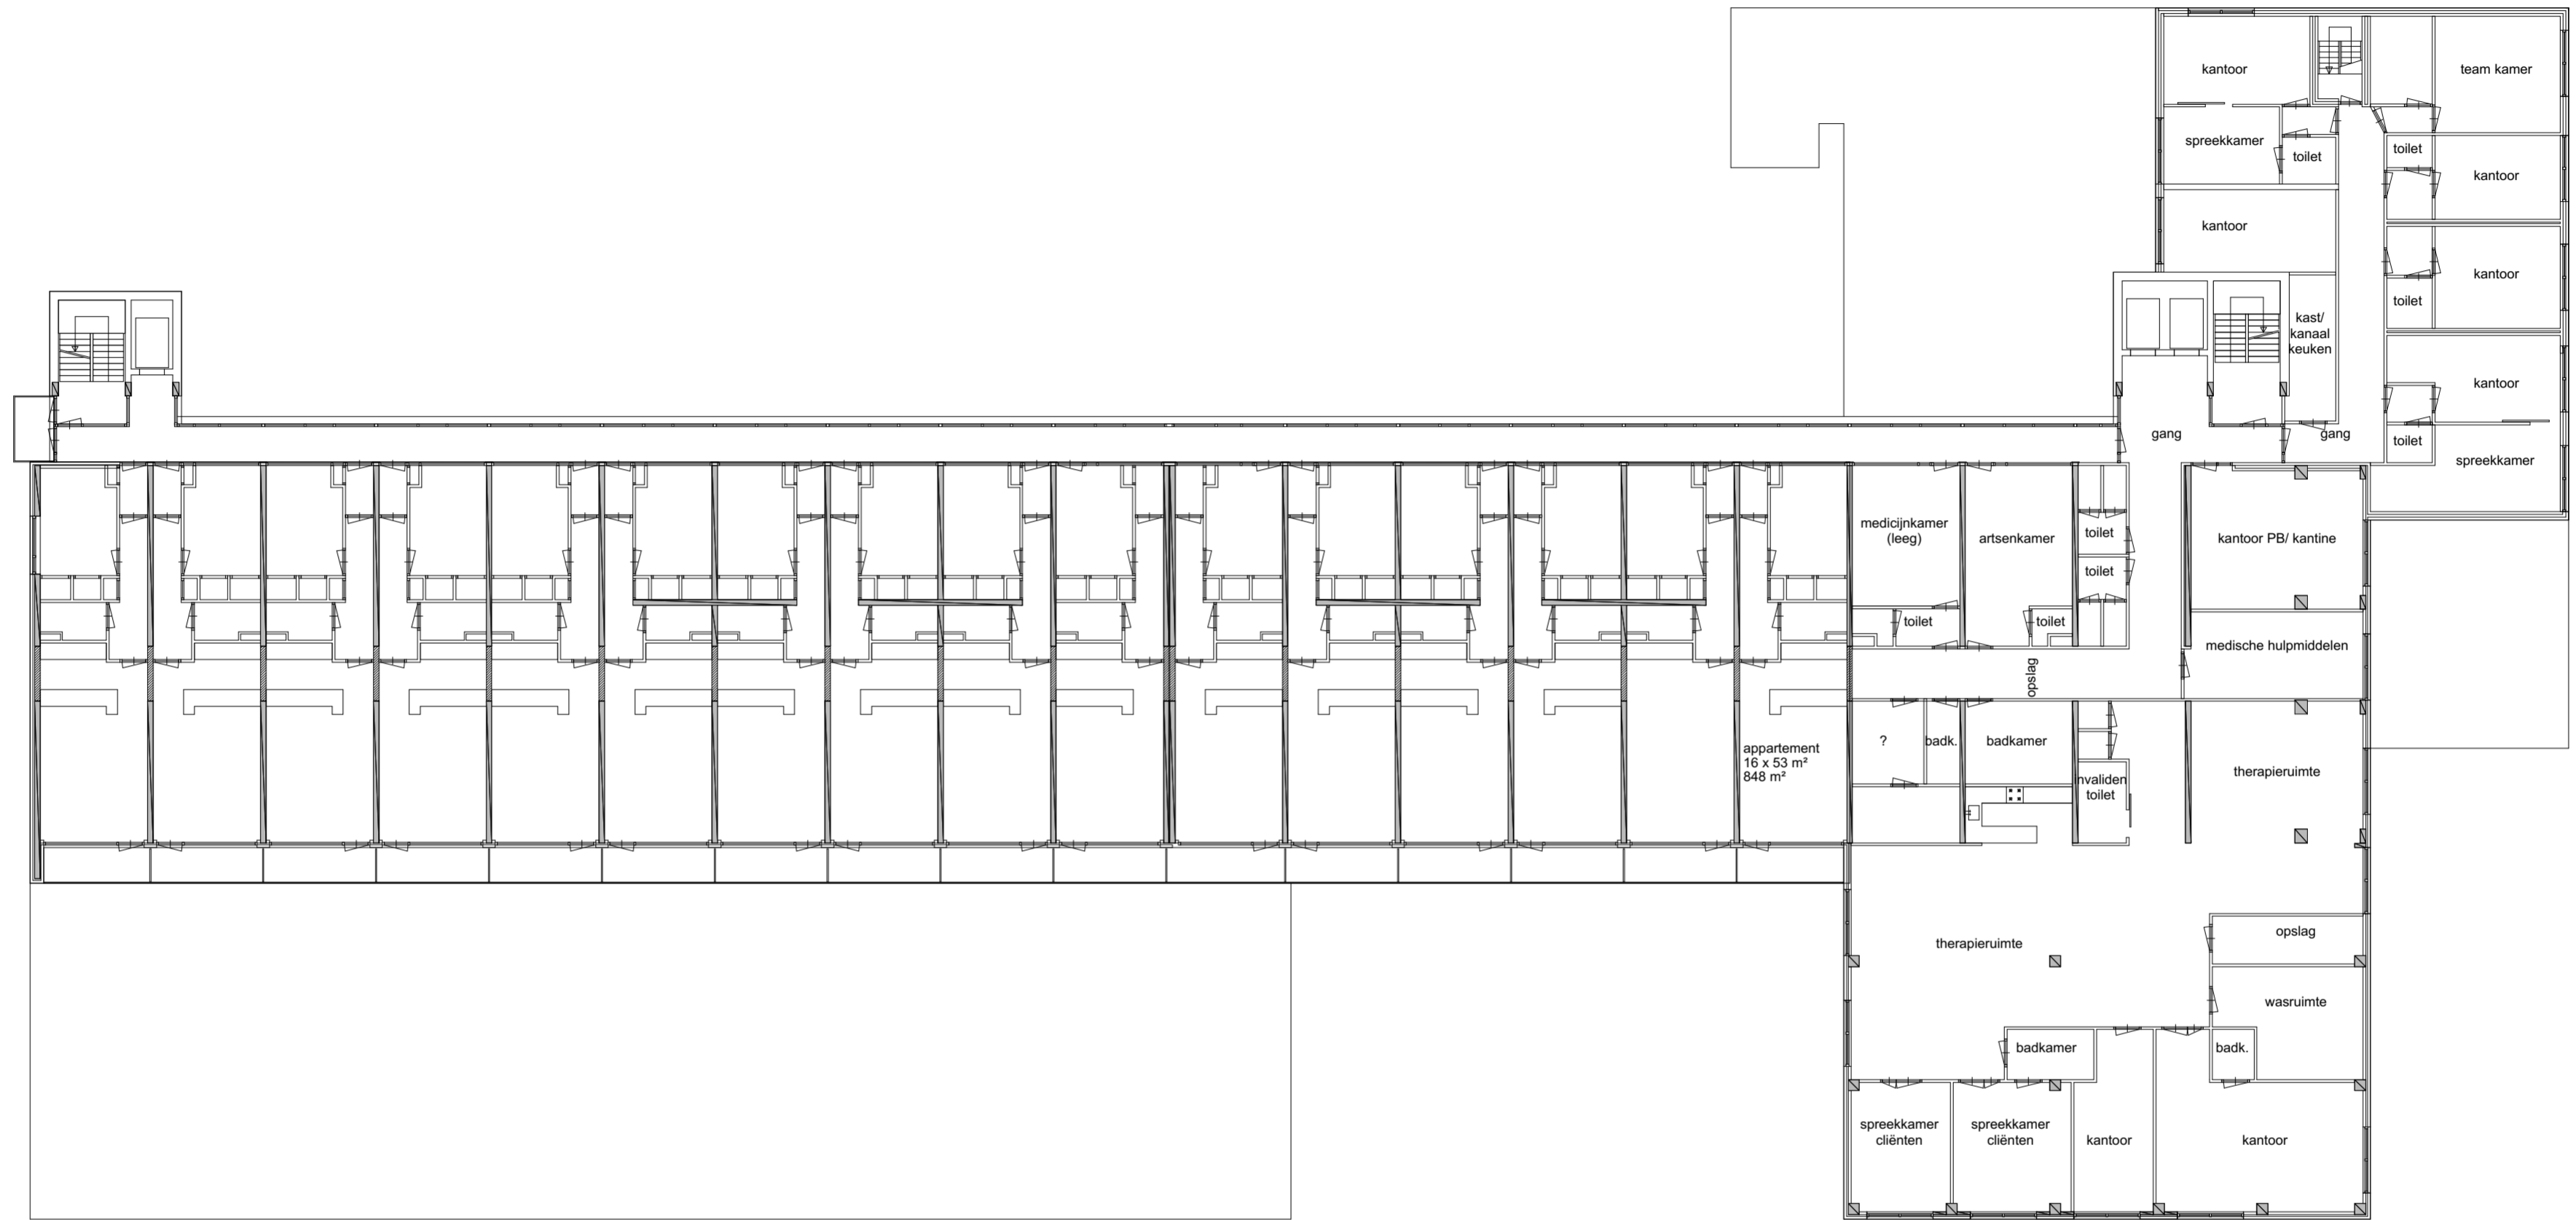 kantoor
team kamer
spreekkamer
toilet
toilet
kantoor
kantoor
kantoor
toilet
kast/
kanaal
keuken
kantoor
gang
gang
toilet
spreekkamer
medicijnkamer
(leeg)
artsenkamer
toilet
kantoor PB/ kantine
toilet
toilet
toilet
medische hulpmiddelen
opslag
?
badk.
badkamer
appartement
16 x 53 m²
848 m²
invaliden
toilet
therapieruimte
therapieruimte
opslag
wasruimte
badkamer
badk.
spreekkamer
cliënten
spreekkamer
cliënten
kantoor
kantoor